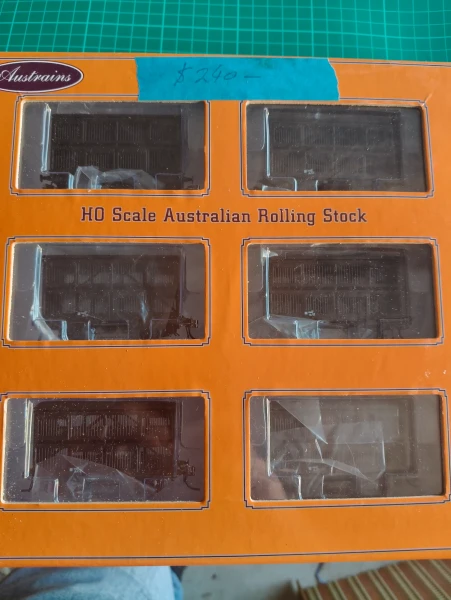 $240-
Austrains
HO Scale Australian Rolling Stock